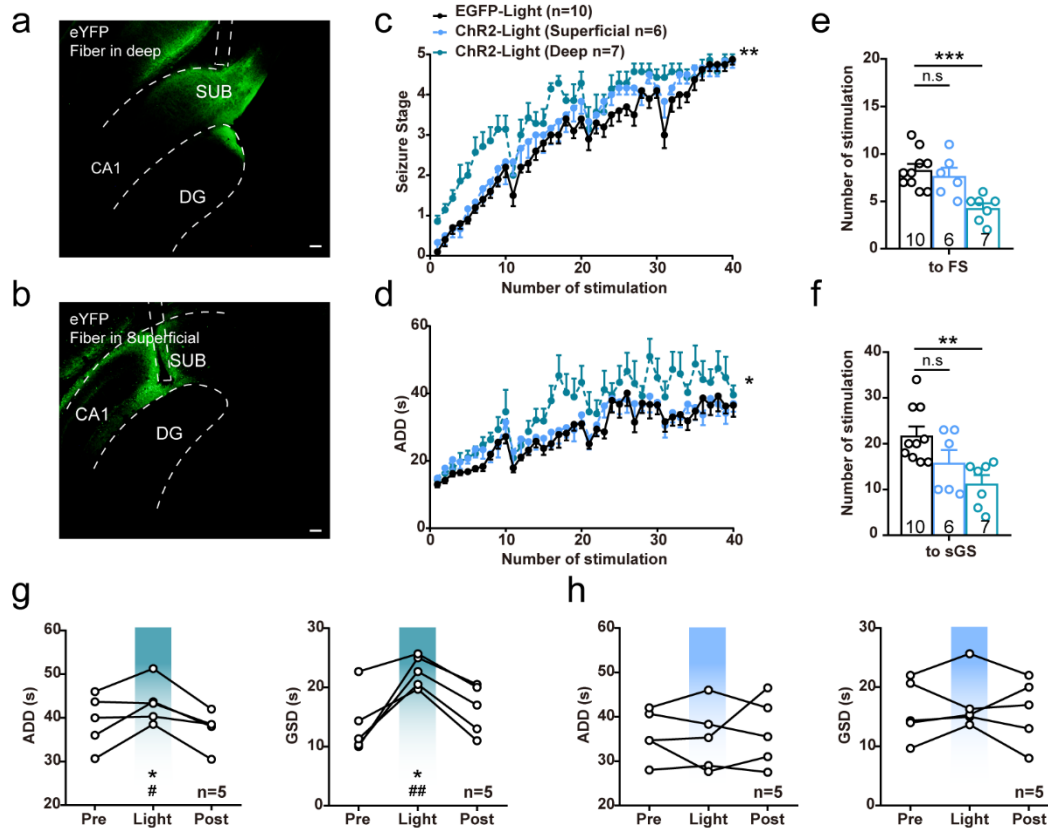 a
eYFP
Fiber in deep
SUB
CA1
DG
b
eYFP
Fiber in Superficial
SUB
CA1
DG
c
EGFP-Light (n=10)
ChR2-Light (Superficial n=6)
ChR2-Light (Deep n=7)
**
Seizure Stage
5
4
3
2
1
0
0 10 20 30 40
Number of stimulation
d
*
ADD (s)
60
40
20
0
0 10 20 30 40
Number of stimulation
e
***
n.s
Number of stimulation
20
15
10
5
0
10 6 7
to FS
f
**
n.s
Number of stimulation
40
30
20
10
0
10 6 7
to sGS
g
ADD (s)
60
50
40
30
20
*
#
n=5
Pre Light Post
GSD (s)
30
20
10
0
*
##
n=5
Pre Light Post
h
ADD (s)
60
50
40
30
20
n=5
Pre Light Post
GSD (s)
30
20
10
0
n=5
Pre Light Post